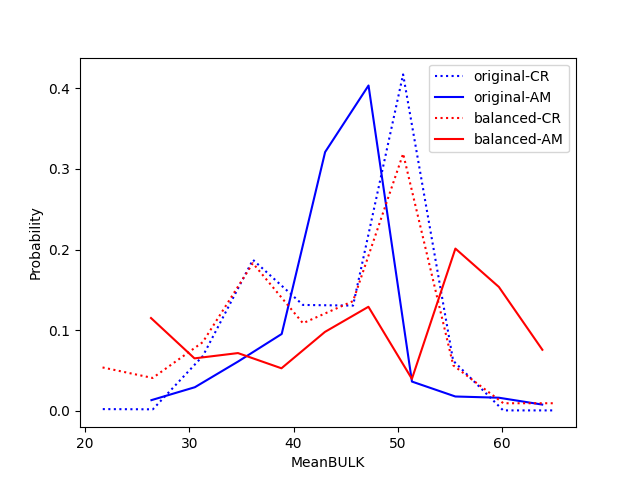 original-CR
original-AM
balanced-CR
balanced-AM
0.4
0.3
0.2
0.1
0.0
Probability
20 30 40 50 60
MeanBULK